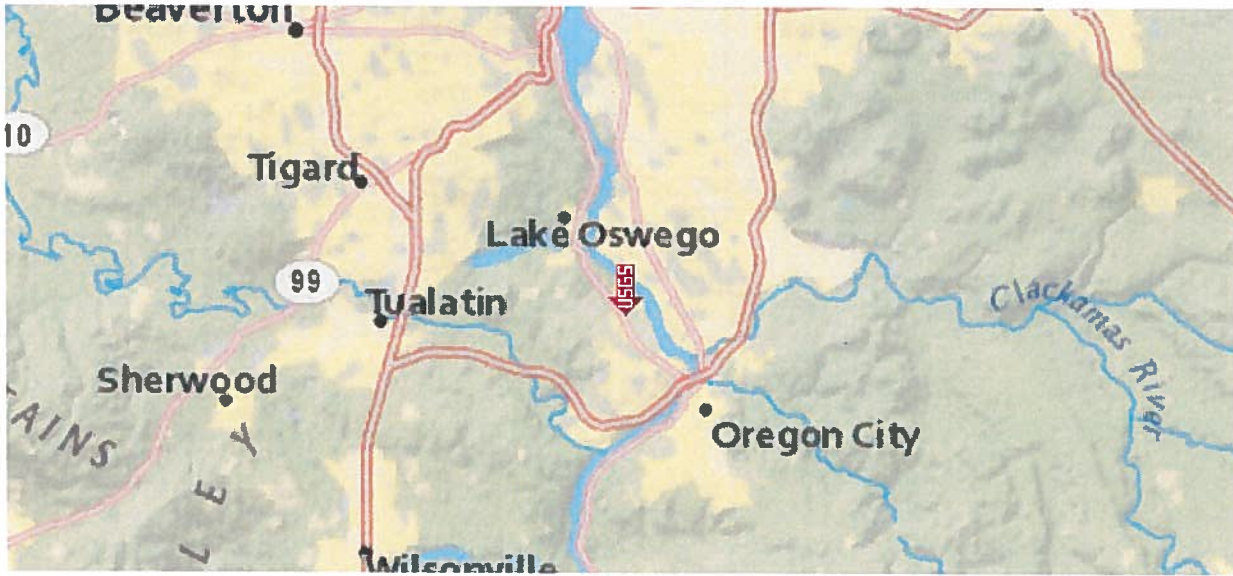 Beaverton
10
Tigard
Lake Oswego
USGS
99
Tualatin
Clackamas River
Sherwood
AINS
Oregon City
LEY
Wilsonville